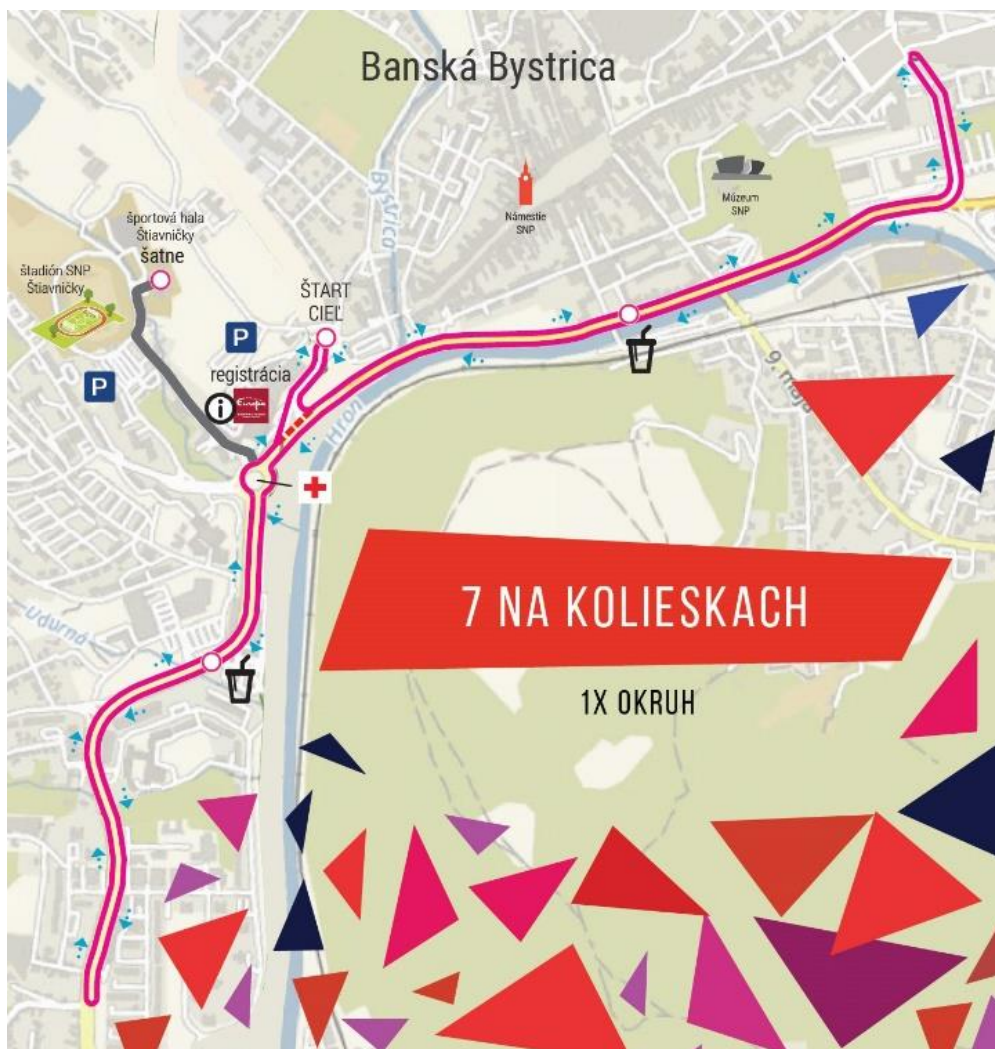 Banská Bystrica
Bystrica
Námestie
SNP
Múzeum
SNP
športová hala
Štiavničky
šatne
štadión SNP
Štiavničky
ŠTART
CIEĽ
P
P
registrácia
i
Európa
Hron
9. mája
7 NA KOLIESKACH
1X OKRUH
Udurná